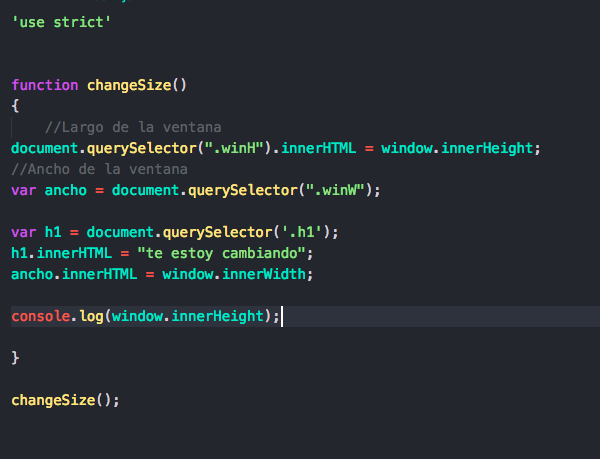 'use strict'
function changeSize()
{
//Largo de la ventana
document.querySelector(".winH").innerHTML = window.innerHeight;
//Ancho de la ventana
var ancho = document.querySelector(".winW");
var h1 = document.querySelector('.h1');
h1.innerHTML = "te estoy cambiando";
ancho.innerHTML = window.innerWidth;
console.log(window.innerHeight);
}
changeSize();